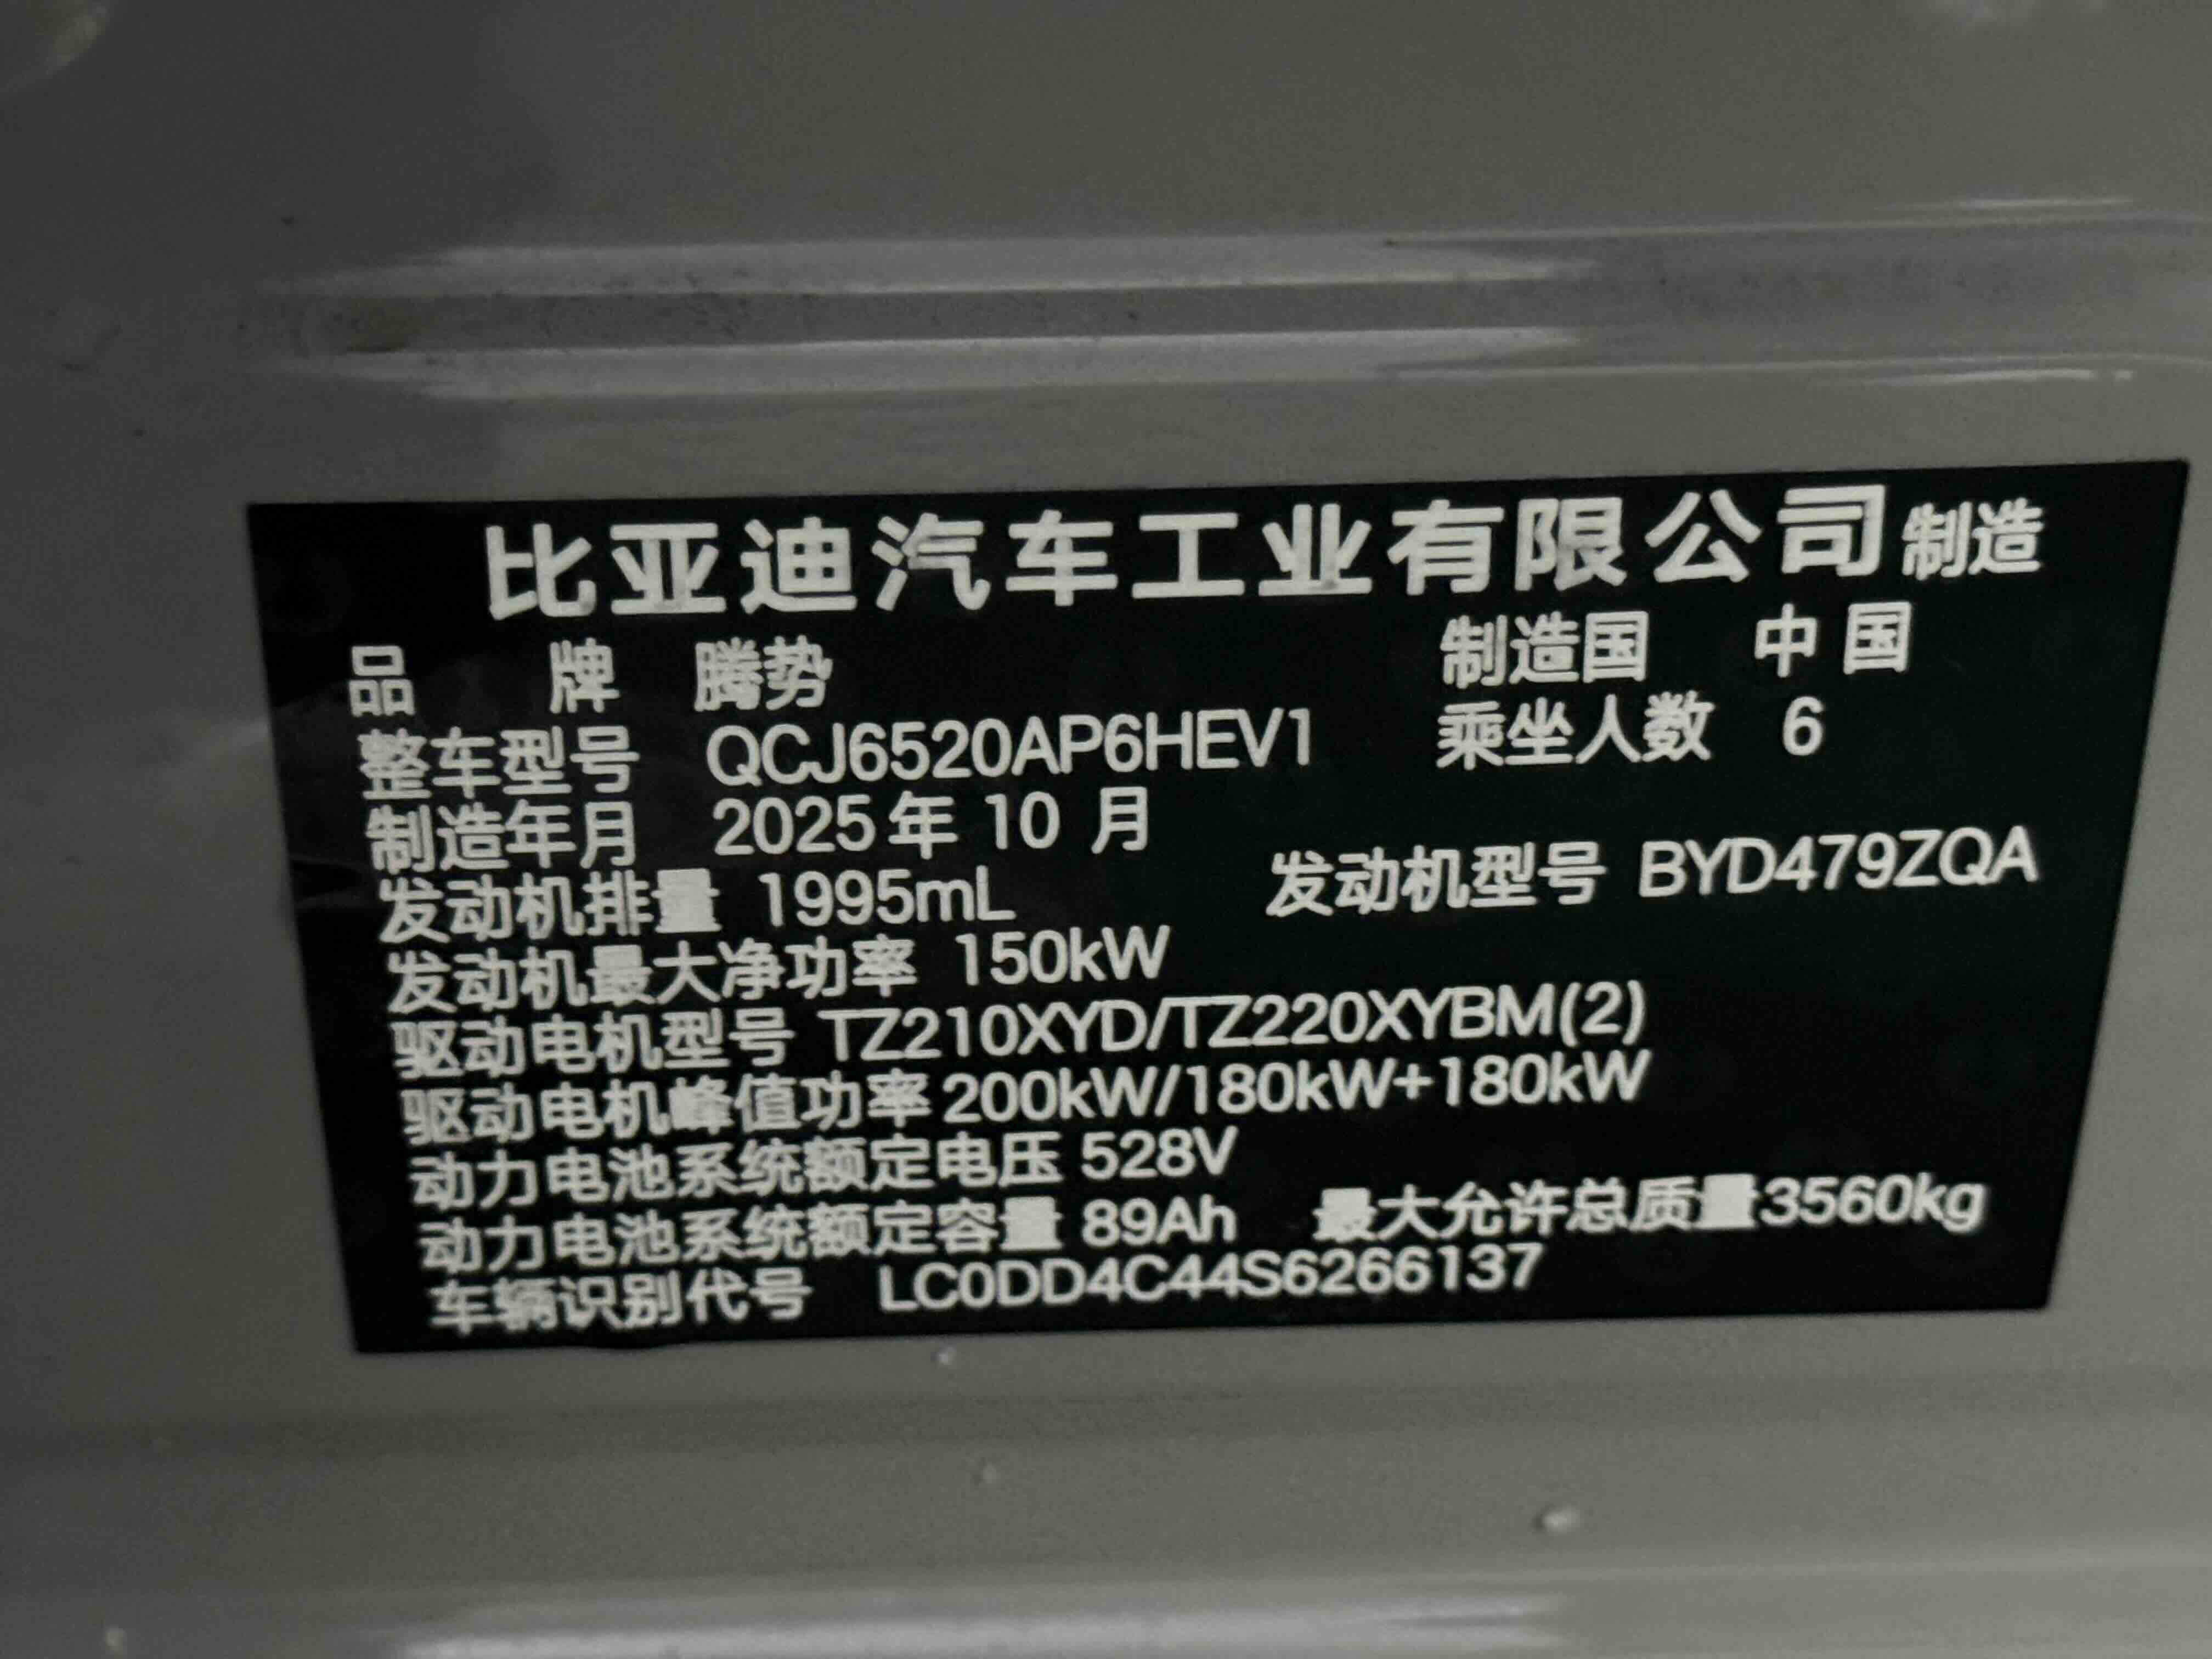 比亚迪汽车工业有限公司制造
品 牌 腾势 制造国 中国
整车型号 QCJ6520AP6HEV1 乘坐人数 6
制造年月 2025年10月
发动机排量 1995mL 发动机型号 BYD479ZQA
发动机最大净功率 150kW
驱动电机型号 TZ210XYD/TZ220XYBM(2)
驱动电机峰值功率 200kW/180kW+180kW
动力电池系统额定电压 528V
动力电池系统额定容量 89Ah 最大允许总质量3560kg
车辆识别代号 LC0DD4C44S6266137